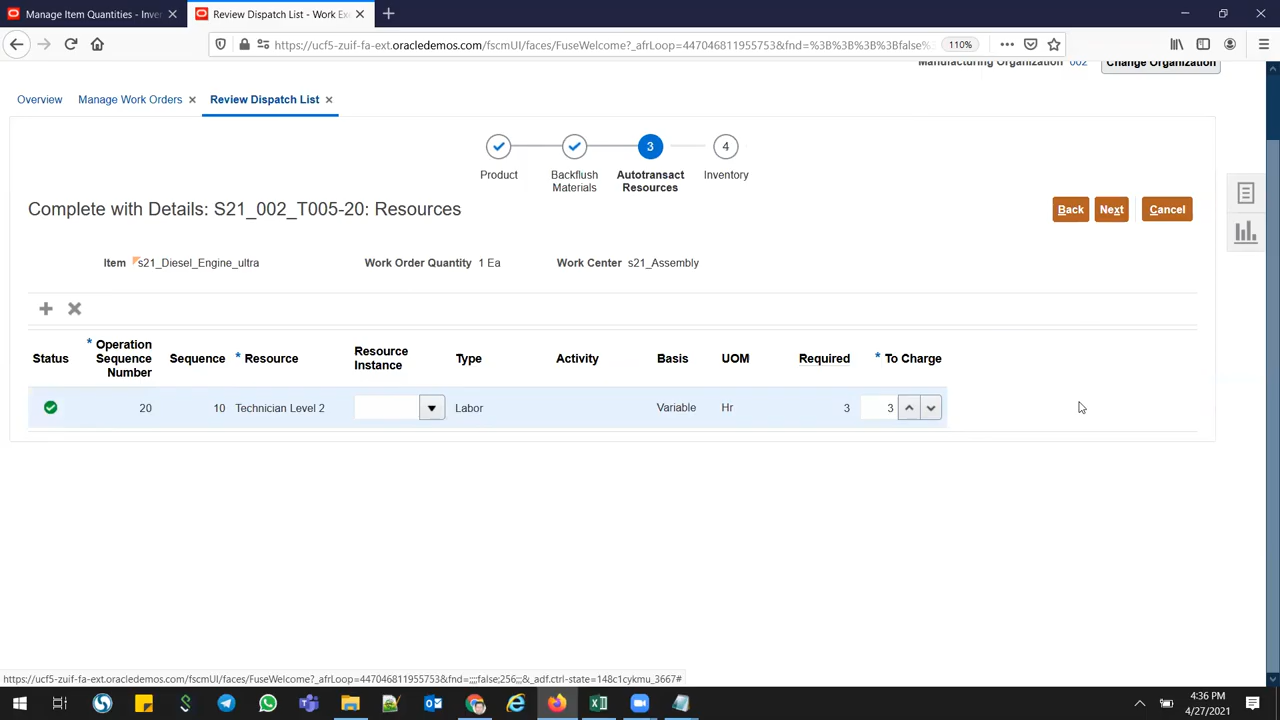 Manage Item Quantities - Inver
Review Dispatch List - Work Exe
https://ucf5-zuif-fa-ext.oracledemos.com/fscmUI/faces/FuseWelcome?_afrLoop=447046811955753&fnd=%3B%3B%3B%3Bfalse%
110%
Manufacturing Organization 002 Change Organization
Overview Manage Work Orders Review Dispatch List
3 4
Product Backflush Materials Autotransact Resources Inventory
Complete with Details: S21_002_T005-20: Resources
Back Next Cancel
Item s21_Diesel_Engine_ultra Work Order Quantity 1 Ea Work Center s21_Assembly
Status * Operation Sequence Number Sequence * Resource Resource Instance Type Activity Basis UOM Required * To Charge
20 10 Technician Level 2 Labor Variable Hr 3 3
https://ucf5-zuif-fa-ext.oracledemos.com/fscmUI/faces/FuseWelcome?_afrLoop=447046811955753&fnd=;;;;false;256;;;&_adf.ctrl-state=148c1cykmu_3667#
4:36 PM
4/27/2021